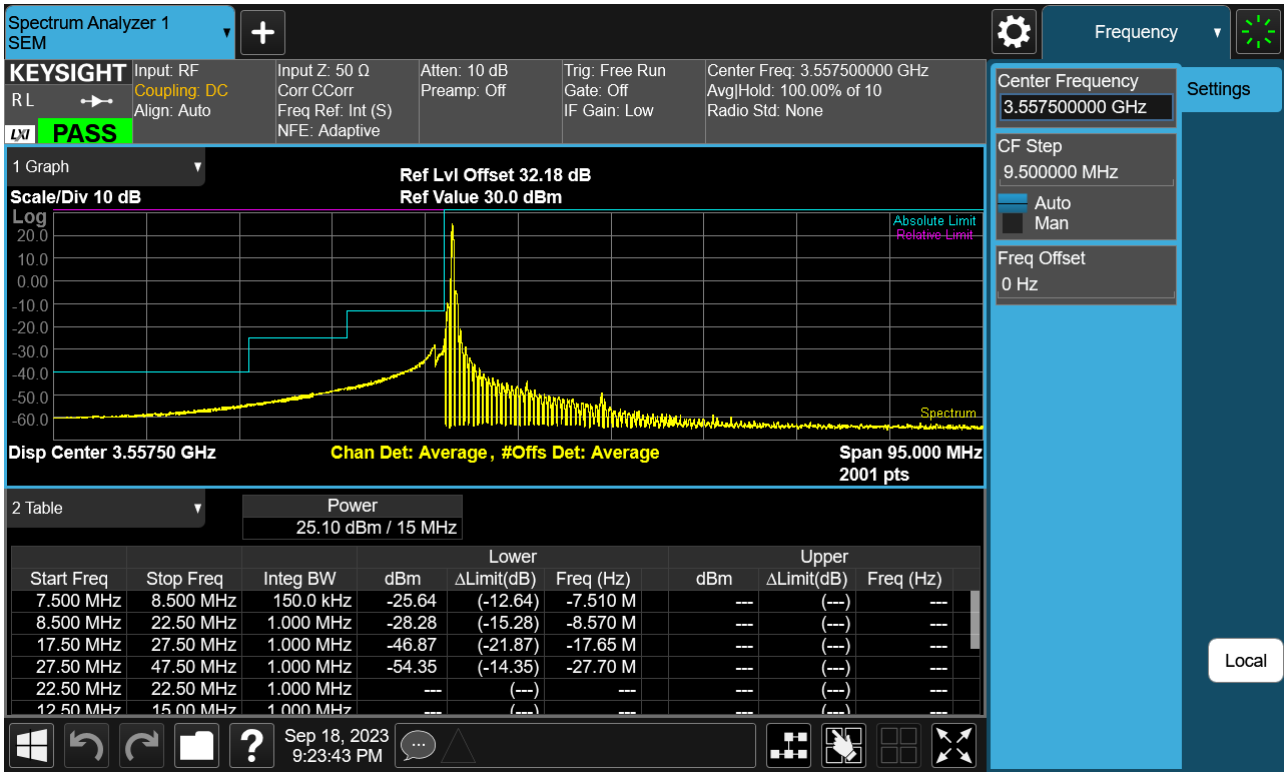 Spectrum Analyzer 1
SEM
Frequency
KEYSIGHT
R L
LXI
PASS
Input: RF
Coupling: DC
Align: Auto
Input Z: 50 Ω
Corr CCorr
Freq Ref: Int (S)
NFE: Adaptive
Atten: 10 dB
Preamp: Off
Trig: Free Run
Gate: Off
IF Gain: Low
Center Freq: 3.557500000 GHz
Avg|Hold: 100.00% of 10
Radio Std: None
Center Frequency
3.557500000 GHz
Settings
CF Step
9.500000 MHz
Auto
Man
Freq Offset
0 Hz
1 Graph
Ref Lvl Offset 32.18 dB
Scale/Div 10 dB
Ref Value 30.0 dBm
Log
Absolute Limit
Relative Limit
20.0
10.0
0.00
-10.0
-20.0
-30.0
-40.0
-50.0
-60.0
Spectrum
Disp Center 3.55750 GHz
Chan Det: Average , #Offs Det: Average
Span 95.000 MHz
2001 pts
2 Table
Power
25.10 dBm / 15 MHz
Lower Upper
Start Freq Stop Freq Integ BW dBm ΔLimit(dB) Freq (Hz) dBm ΔLimit(dB) Freq (Hz)
7.500 MHz 8.500 MHz 150.0 kHz -25.64 (-12.64) -7.510 M --- (---) ---
8.500 MHz 22.50 MHz 1.000 MHz -28.28 (-15.28) -8.570 M --- (---) ---
17.50 MHz 27.50 MHz 1.000 MHz -46.87 (-21.87) -17.65 M --- (---) ---
27.50 MHz 47.50 MHz 1.000 MHz -54.35 (-14.35) -27.70 M --- (---) ---
22.50 MHz 22.50 MHz 1.000 MHz --- (---) --- --- (---) ---
12.50 MHz 15.00 MHz 1.000 MHz --- (---) --- --- (---) ---
Local
?
Sep 18, 2023
9:23:43 PM